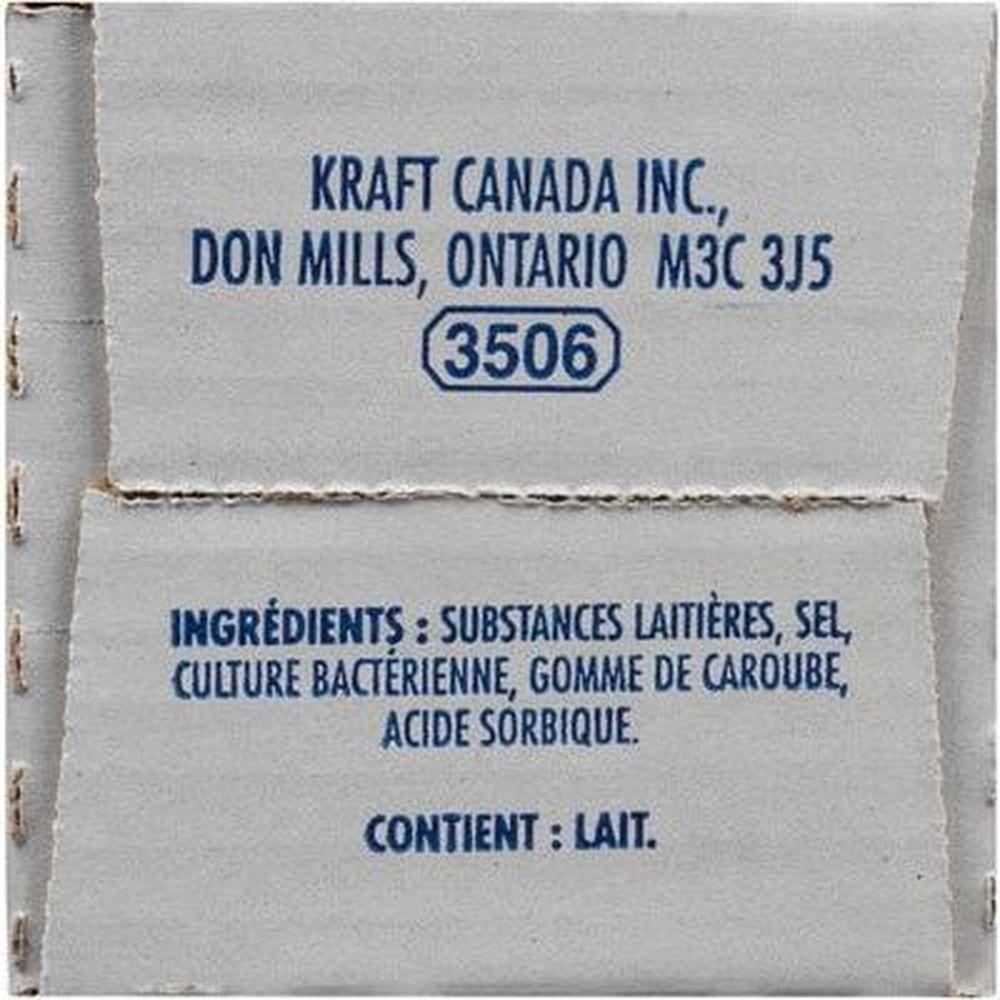 KRAFT CANADA INC.,
DON MILLS, ONTARIO M3C 3J5
3506
INGRÉDIENTS : SUBSTANCES LAITIÈRES, SEL,
CULTURE BACTÉRIENNE, GOMME DE CAROUBE,
ACIDE SORBIQUE.
CONTIENT : LAIT.